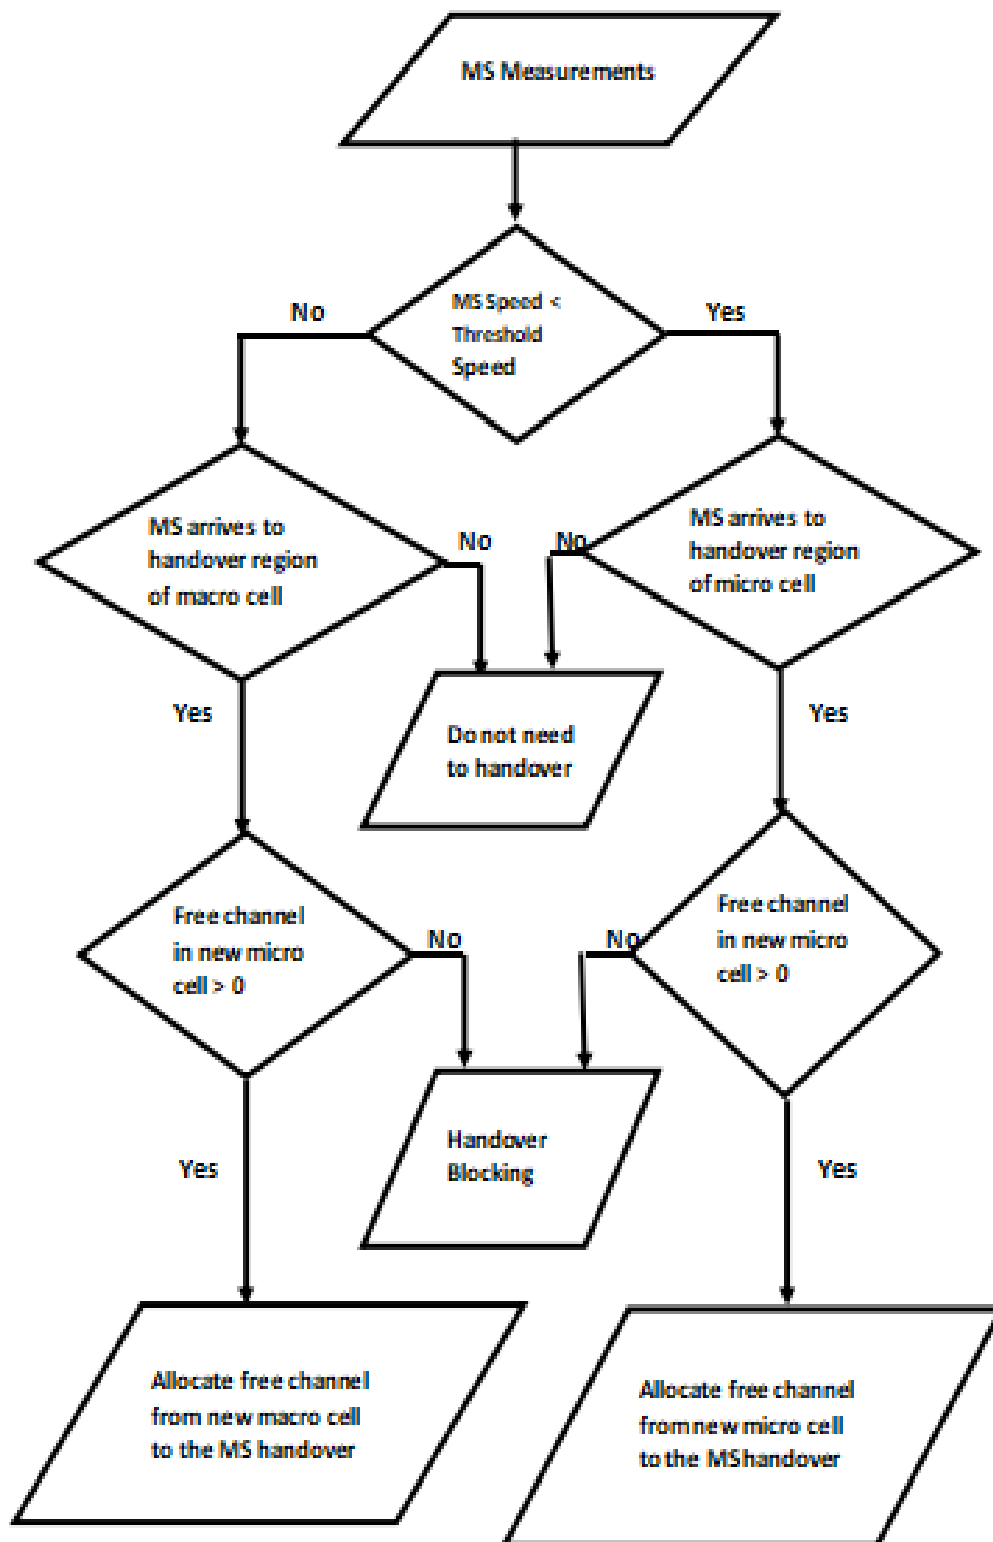 MS Measurements
No
MS Speed <
Threshold
Speed
Yes
MS arrives to
handover region
of macro cell
No
No
MS arrives to
handover region
of micro cell
Yes
Do not need
to handover
Yes
Free channel
in new micro
cell > 0
No
No
Free channel
in new micro
cell > 0
Yes
Handover
Blocking
Yes
Allocate free channel
from new macro cell
to the MS handover
Allocate free channel
from new micro cell
to the MS handover